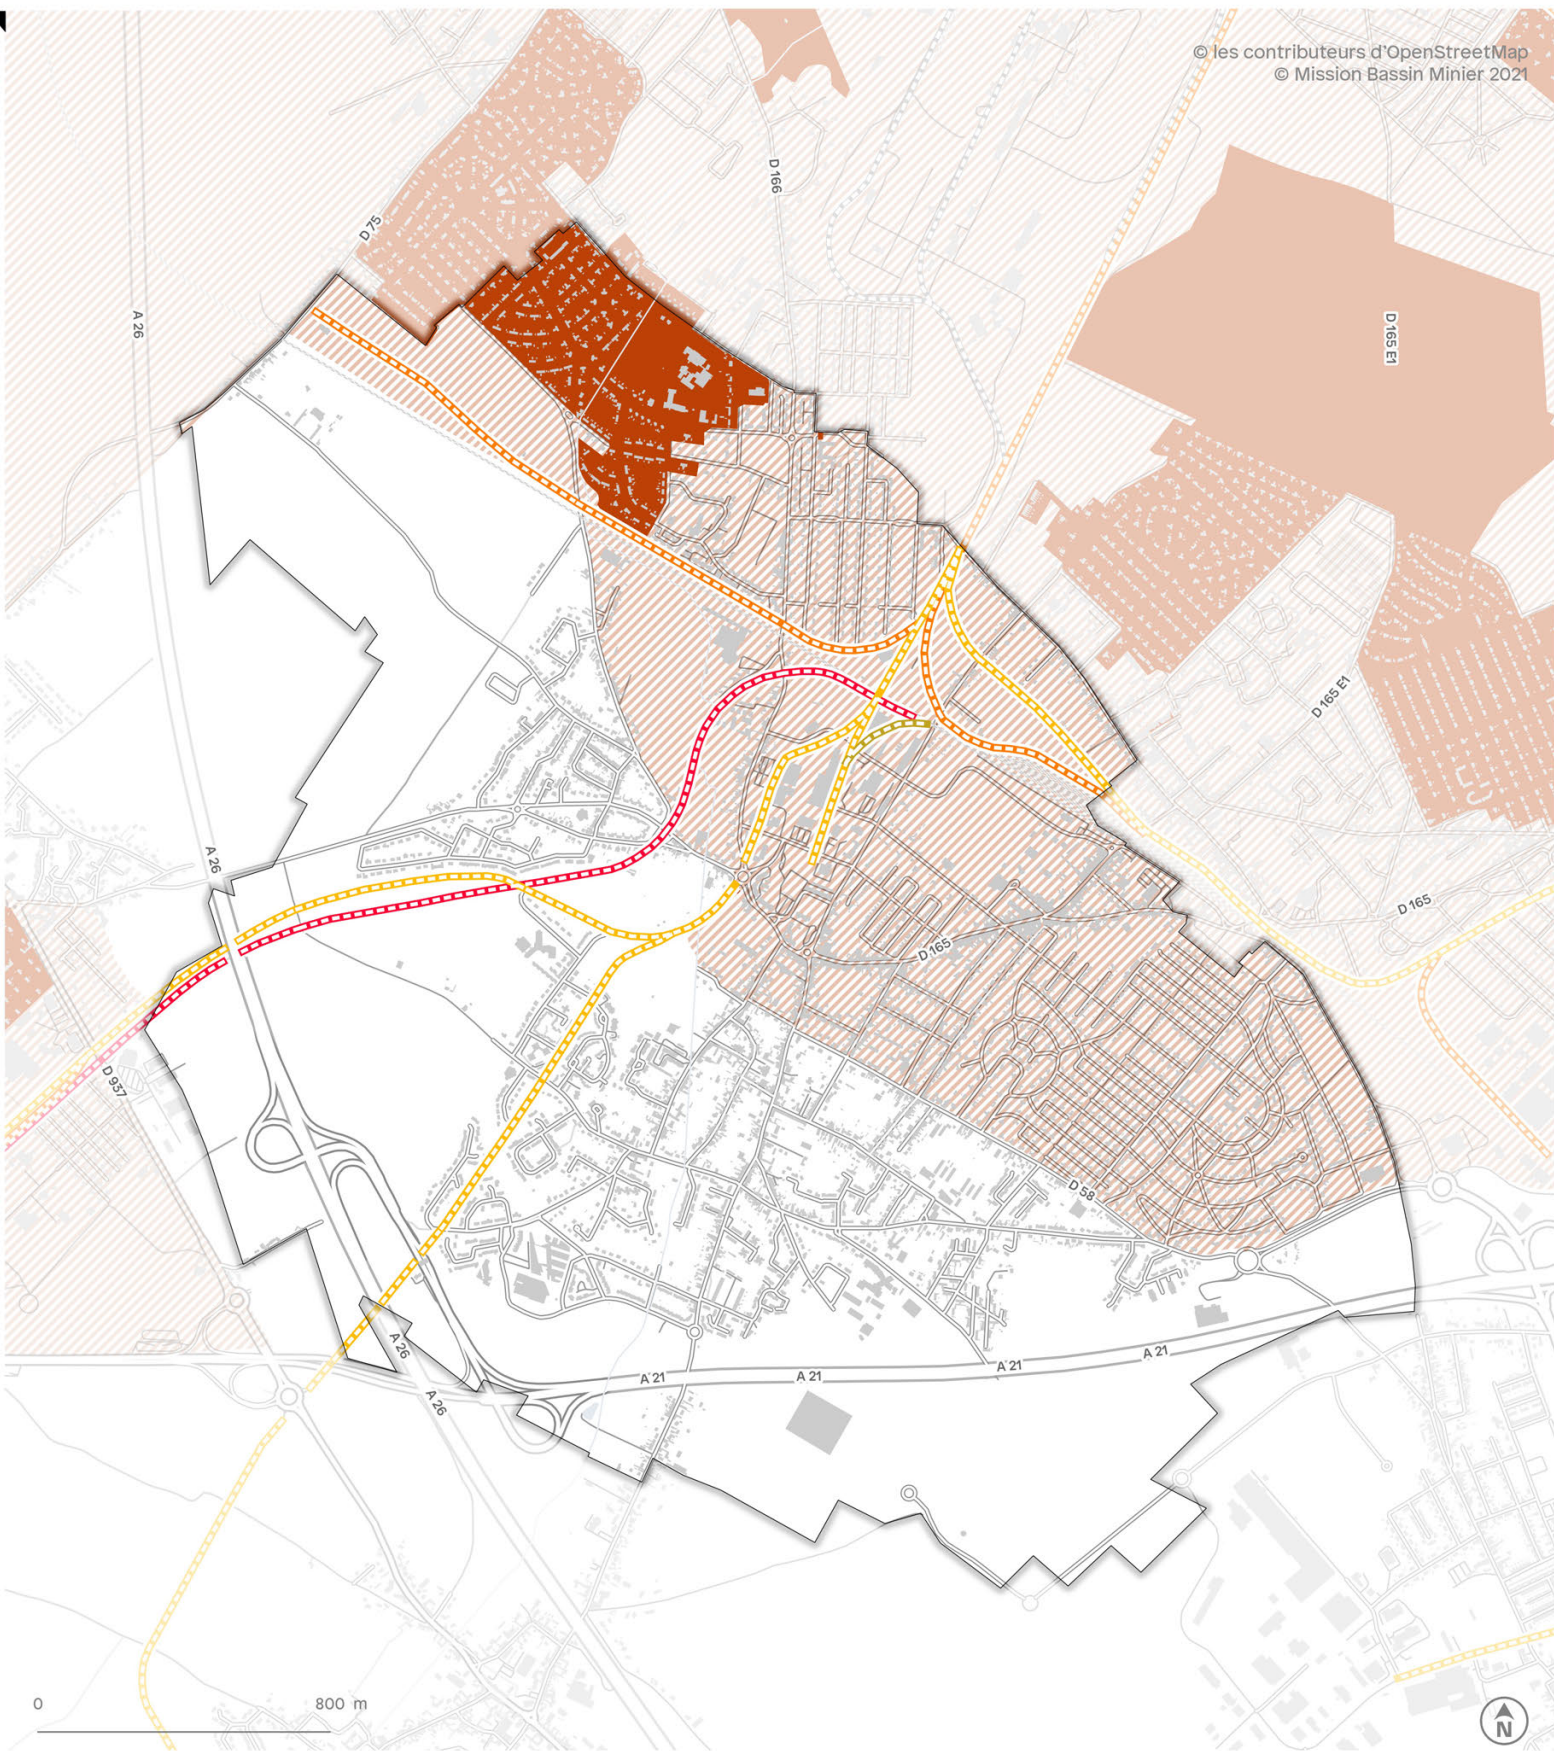 © les contributeurs d'OpenStreetMap
© Mission Bassin Minier 2021
D 166
D 75
A 26
D 165 E1
D 165 E1
A 26
D 165
D 165
D 937
D 58
A 26
A 21
A 21
A 21
A 21
A 26
0 800 m
N